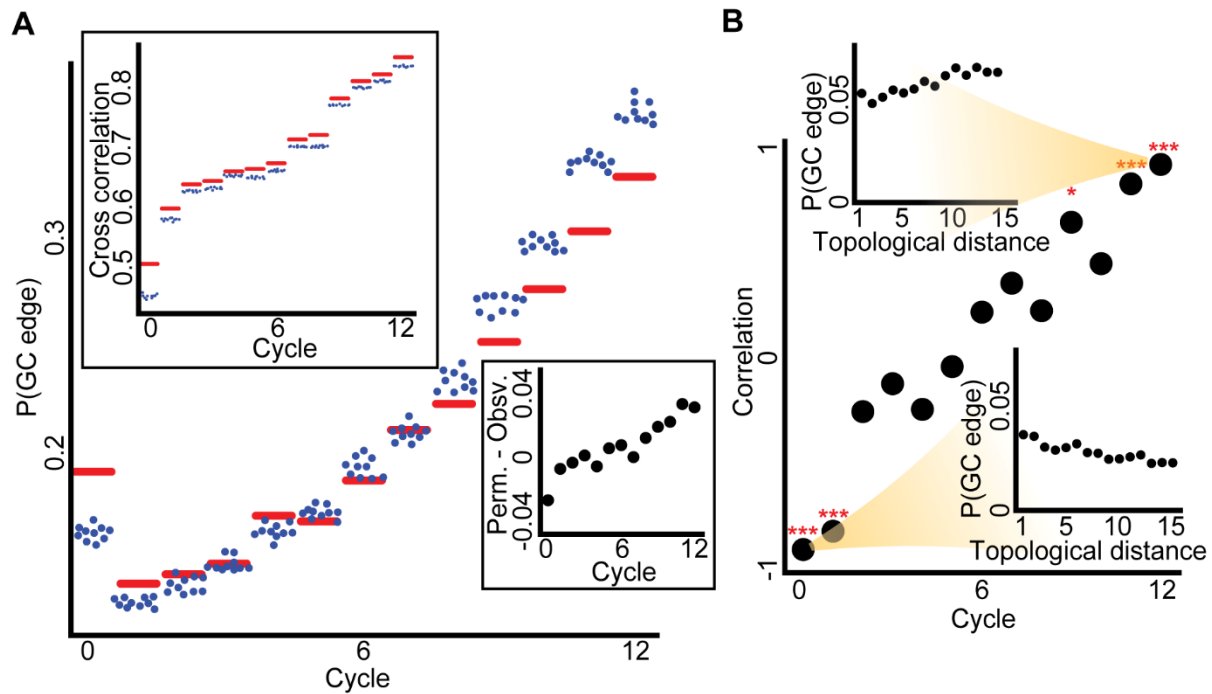 A
P(GC edge)
0.3
0.2
0
6
12
Cycle
Cross correlation
0.8
0.7
0.6
0.5
0
6
12
Cycle
Perm. - Obsv.
0.04
0
-0.04
0
6
12
Cycle
B
Correlation
1
0
-1
0
6
12
Cycle
***
***
*
***
***
P(GC edge)
0.05
0
1
5
10
15
Topological distance
P(GC edge)
0.05
0
1
5
10
15
Topological distance